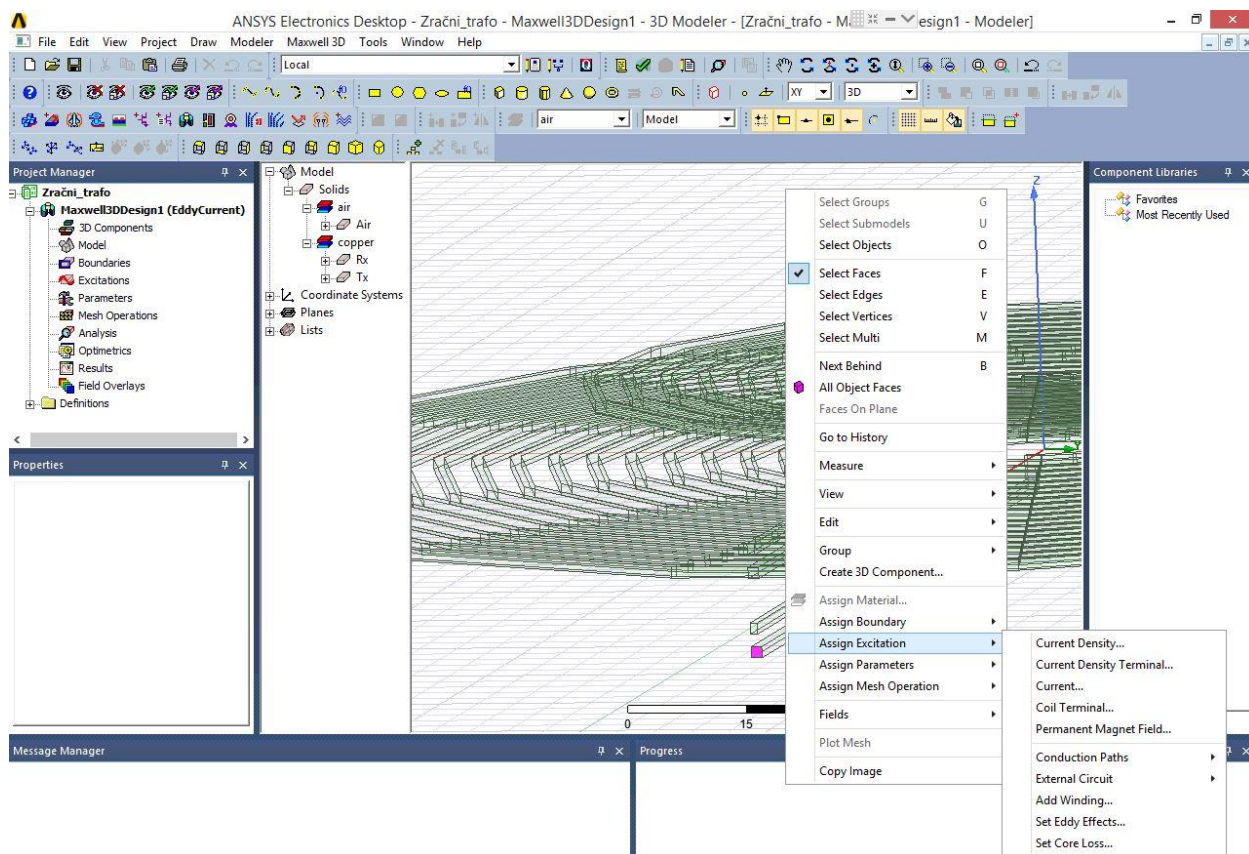 ANSYS Electronics Desktop - Zračni_trafo - Maxwell3DDesign1 - 3D Modeler - [Zračni_trafo - M esign1 - Modeler]
File Edit View Project Draw Modeler Maxwell 3D Tools Window Help
Local
XY 3D
air Model
Project Manager
Zračni_trafo
Maxwell3DDesign1 (EddyCurrent)
3D Components
Model
Boundaries
Excitations
Parameters
Mesh Operations
Analysis
Optimetrics
Results
Field Overlays
Definitions
Properties
Model
Solids
air
Air
copper
Rx
Tx
Coordinate Systems
Planes
Lists
Z
Y
0 15
Select Groups G
Select Submodels U
Select Objects O
Select Faces F
Select Edges E
Select Vertices V
Select Multi M
Next Behind B
All Object Faces
Faces On Plane
Go to History
Measure
View
Edit
Group
Create 3D Component...
Assign Material...
Assign Boundary
Assign Excitation
Assign Parameters
Assign Mesh Operation
Fields
Plot Mesh
Copy Image
Current Density...
Current Density Terminal...
Current...
Coil Terminal...
Permanent Magnet Field...
Conduction Paths
External Circuit
Add Winding...
Set Eddy Effects...
Set Core Loss...
Component Libraries
Favorites
Most Recently Used
Message Manager
Progress